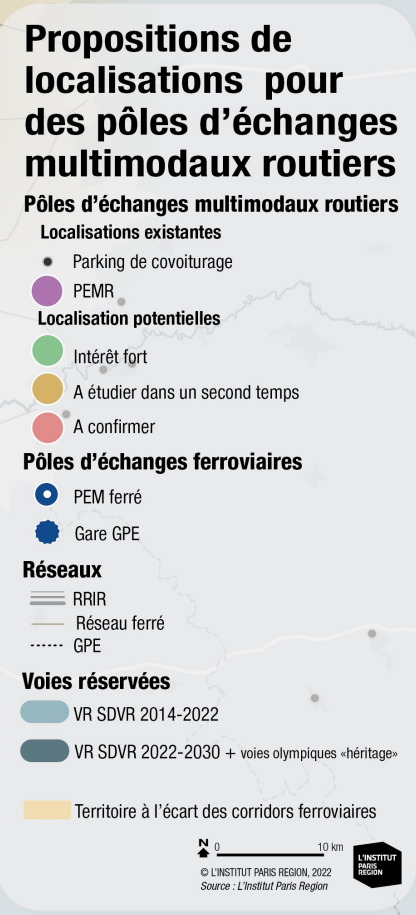 Propositions de
localisations pour
des pôles d'échanges
multimodaux routiers
Pôles d'échanges multimodaux routiers
Localisations existantes
Parking de covoiturage
PEMR
Localisation potentielles
Intérêt fort
A étudier dans un second temps
A confirmer
Pôles d'échanges ferroviaires
PEM ferré
Gare GPE
Réseaux
RRIR
Réseau ferré
GPE
Voies réservées
VR SDVR 2014-2022
VR SDVR 2022-2030 + voies olympiques «héritage»
Territoire à l'écart des corridors ferroviaires
N 0 10 km
© L'INSTITUT PARIS REGION, 2022
Source : L'Institut Paris Region
L'INSTITUT
PARIS
REGION